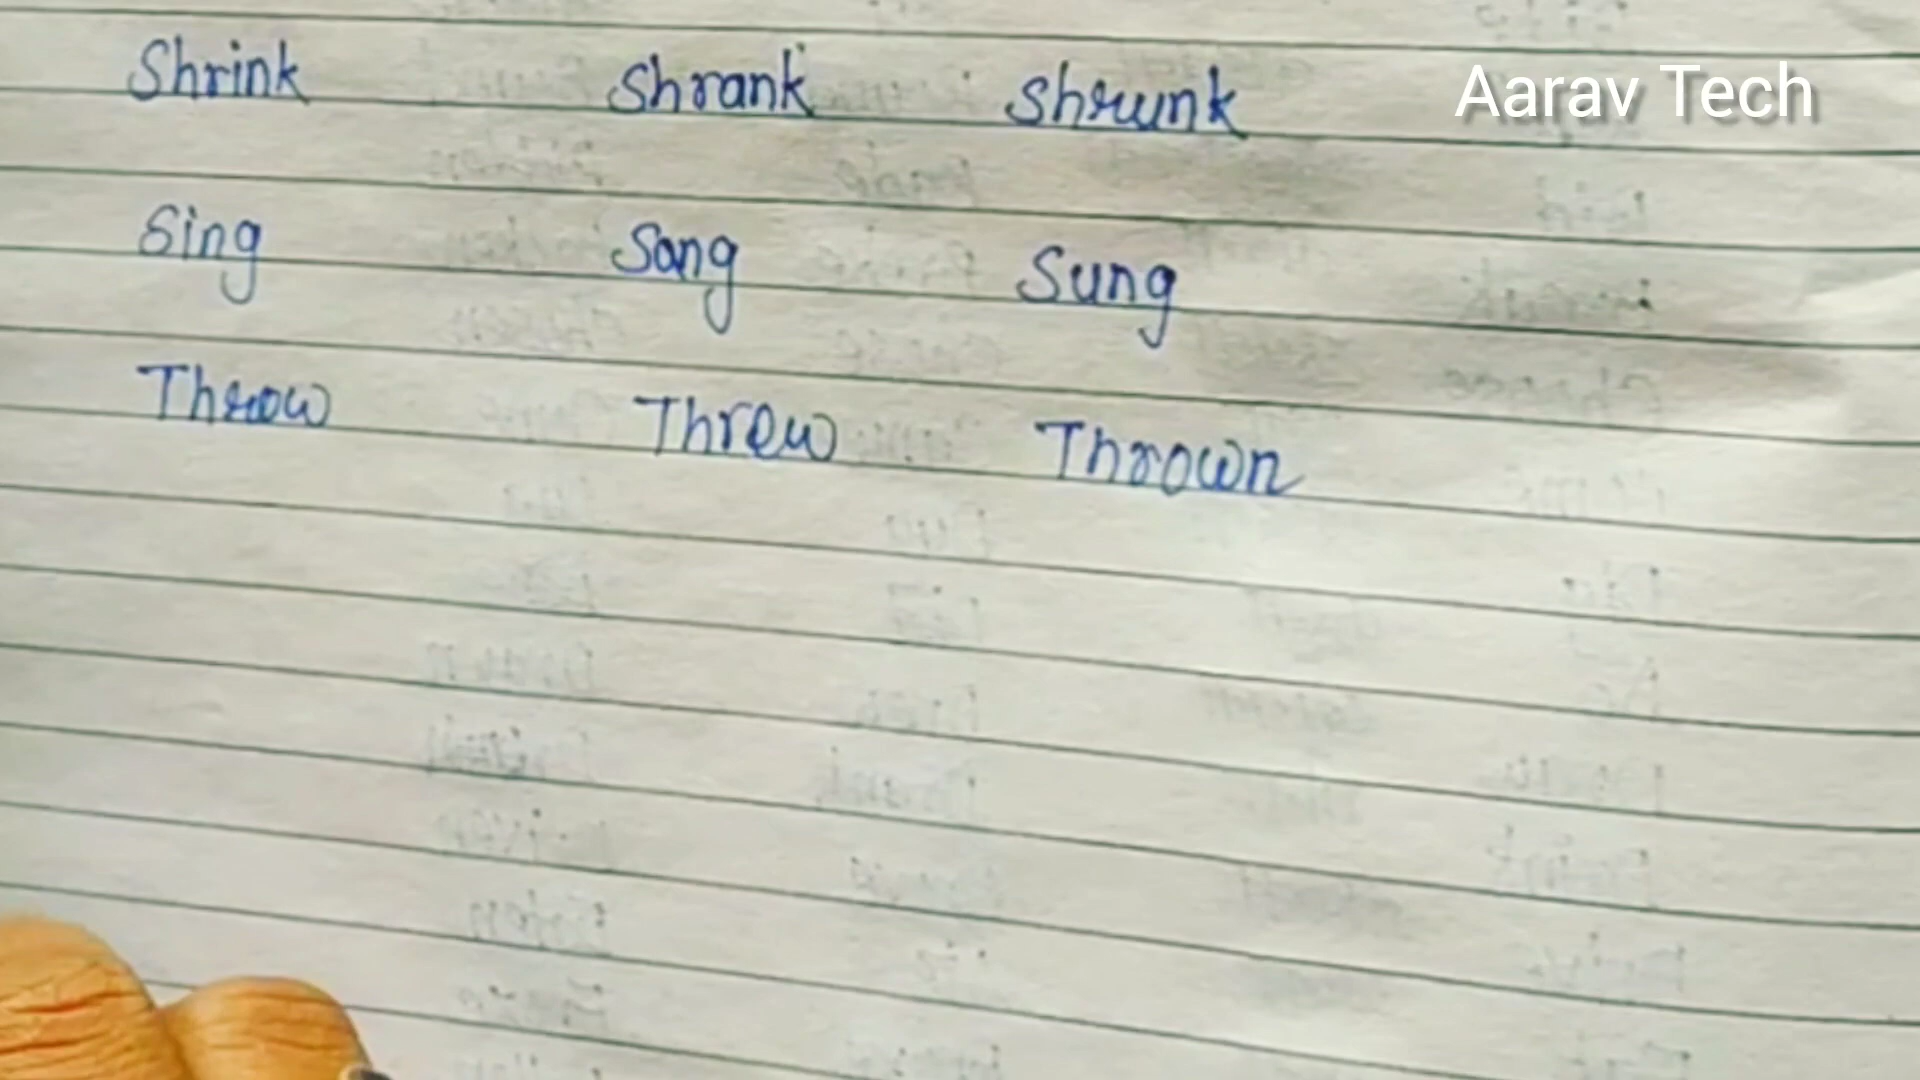 Shrink Shrank Shrunk Aarav Tech
Sing Sang Sung
Throw Threw Thrown